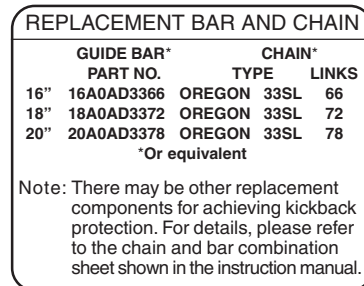 REPLACEMENT BAR AND CHAIN
GUIDE BAR* CHAIN*
PART NO. TYPE LINKS
16” 16A0AD3366 OREGON 33SL 66
18” 18A0AD3372 OREGON 33SL 72
20” 20A0AD3378 OREGON 33SL 78
*Or equivalent
Note: There may be other replacement
components for achieving kickback
protection. For details, please refer
to the chain and bar combination
sheet shown in the instruction manual.